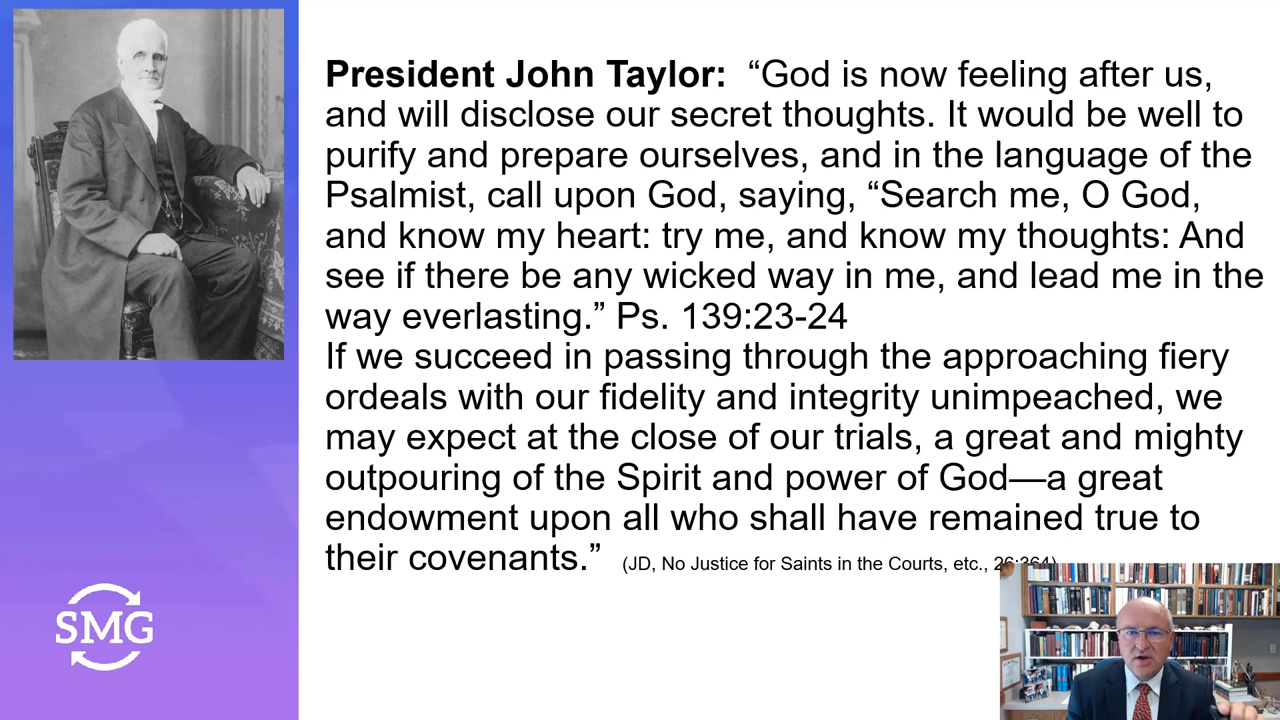 President John Taylor:  “God is now feeling after us,
and will disclose our secret thoughts. It would be well to
purify and prepare ourselves, and in the language of the
Psalmist, call upon God, saying, “Search me, O God,
and know my heart: try me, and know my thoughts: And
see if there be any wicked way in me, and lead me in the
way everlasting.” Ps. 139:23-24
If we succeed in passing through the approaching fiery
ordeals with our fidelity and integrity unimpeached, we
may expect at the close of our trials, a great and mighty
outpouring of the Spirit and power of God—a great
endowment upon all who shall have remained true to
their covenants.”  (JD, No Justice for Saints in the Courts, etc., 26:364)
SMG